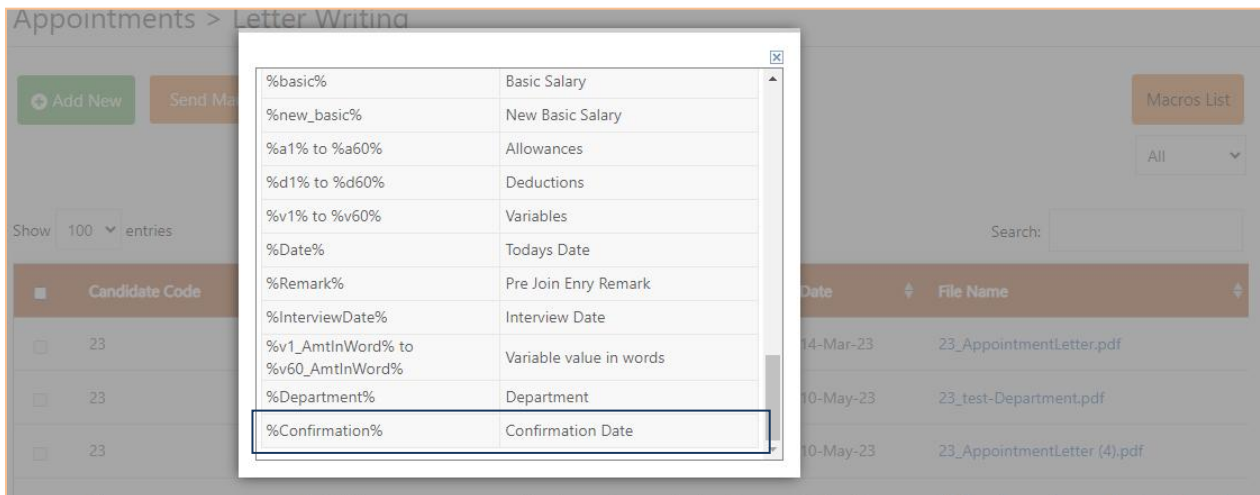 Appointments > Letter Writing
Add New
Send Ma
Macros List
All
Show 100 entries
Search:
Candidate Code
Date
File Name
23
14-Mar-23
23_AppointmentLetter.pdf
23
10-May-23
23_test-Department.pdf
23
10-May-23
23_AppointmentLetter (4).pdf
%basic% Basic Salary
%new_basic% New Basic Salary
%a1% to %a60% Allowances
%d1% to %d60% Deductions
%v1% to %v60% Variables
%Date% Todays Date
%Remark% Pre Join Enry Remark
%InterviewDate% Interview Date
%v1_AmtInWord% to
%v60_AmtInWord%
Variable value in words
%Department% Department
%Confirmation% Confirmation Date